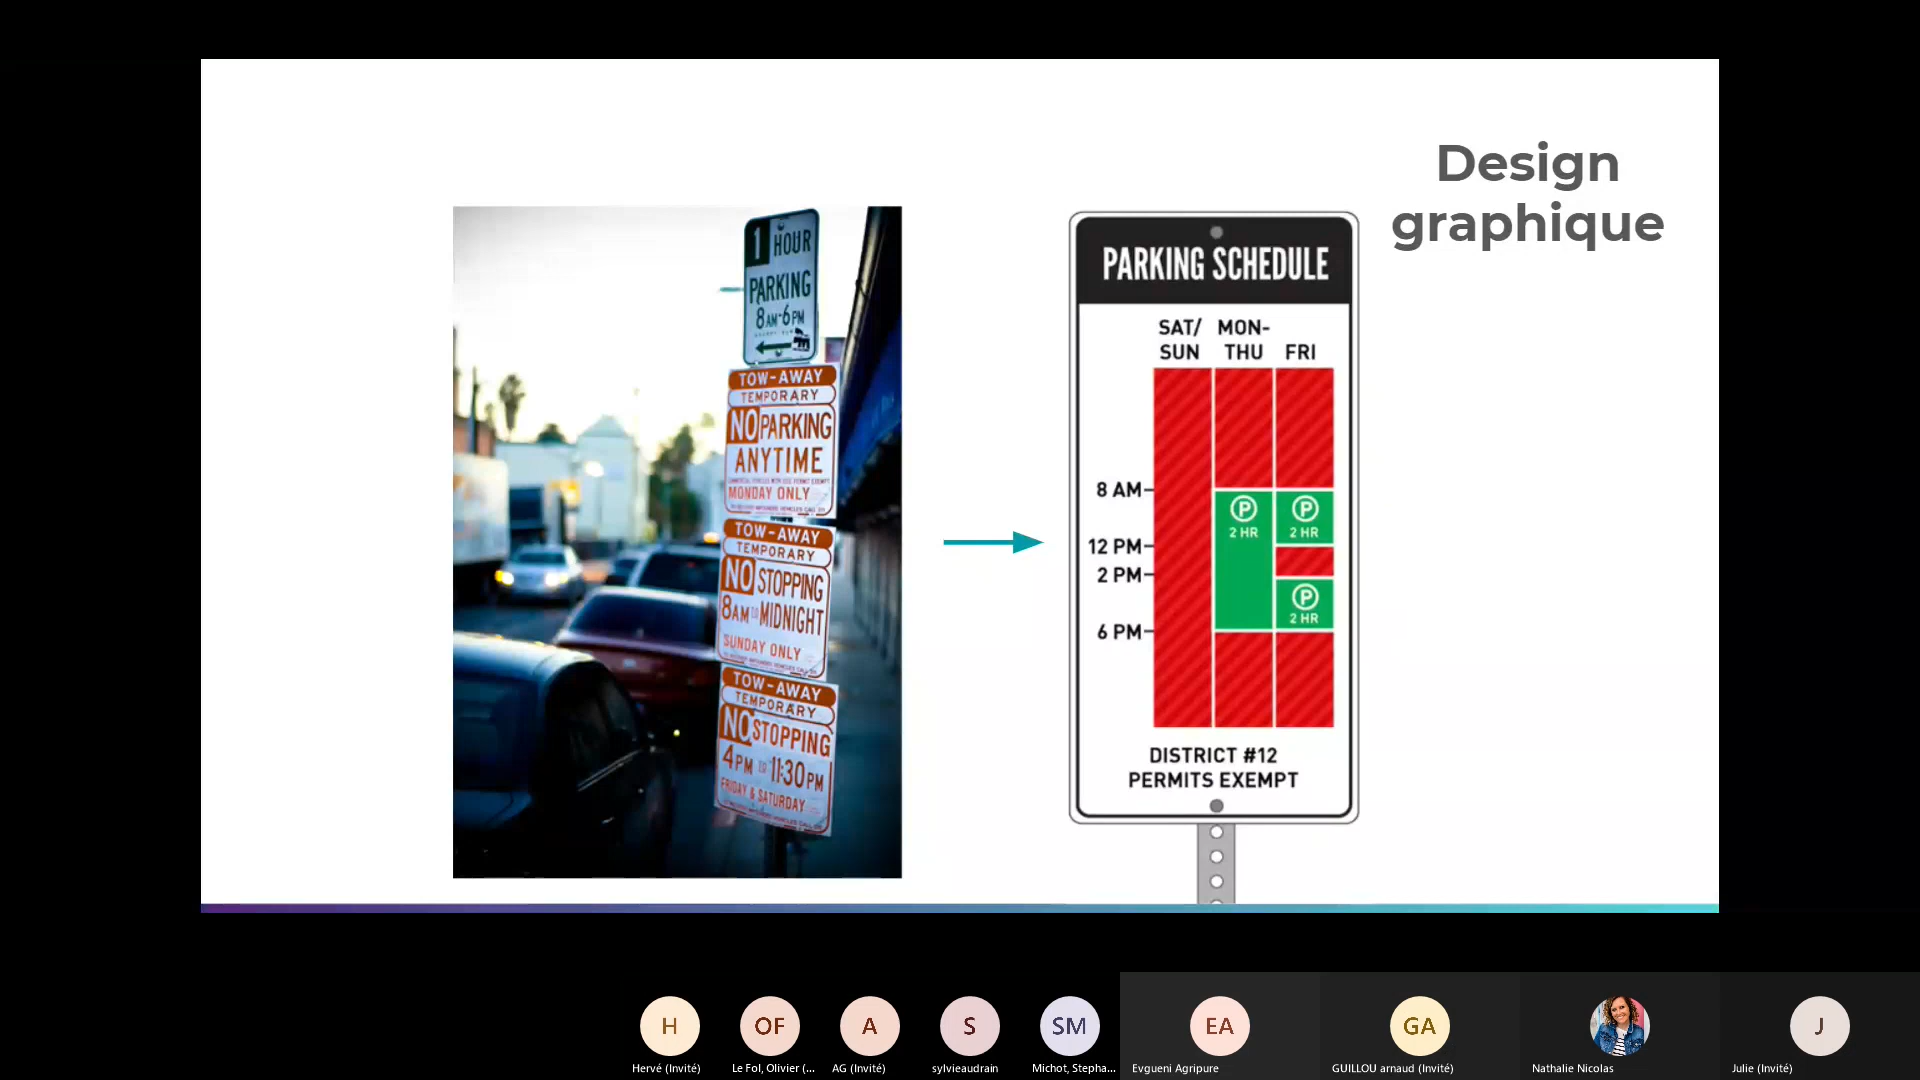 Design
graphique
1 HOUR
PARKING
8AM-6PM
TOW-AWAY
TEMPORARY
NO PARKING
ANYTIME
MONDAY ONLY
TOW-AWAY
TEMPORARY
NO STOPPING
8AM TO MIDNIGHT
SUNDAY ONLY
TOW-AWAY
TEMPORARY
NO STOPPING
4PM TO 11:30PM
FRIDAY & SATURDAY
PARKING SCHEDULE
SAT/ MON-
SUN THU FRI
8 AM
P P
2 HR 2 HR
12 PM
2 PM
P
2 HR
6 PM
DISTRICT #12
PERMITS EXEMPT
H OF A S SM EA GA J
Hervé (Invité) Le Fol, Olivier (... AG (Invité) sylvieaudrain Michot, Stepha... Evgueni Agripure GUILLOU arnaud (Invité) Nathalie Nicolas Julie (Invité)